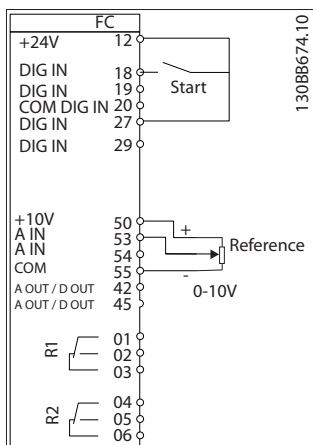 FC
+24V 12
DIG IN 18
DIG IN 19
COM DIG IN 20
DIG IN 27
DIG IN 29
Start
+10V 50
A IN 53
A IN 54
COM 55
A OUT / D OUT 42
A OUT / D OUT 45
+
Reference
-
0-10V
R1
01
02
03
R2
04
05
06
130BB674.10